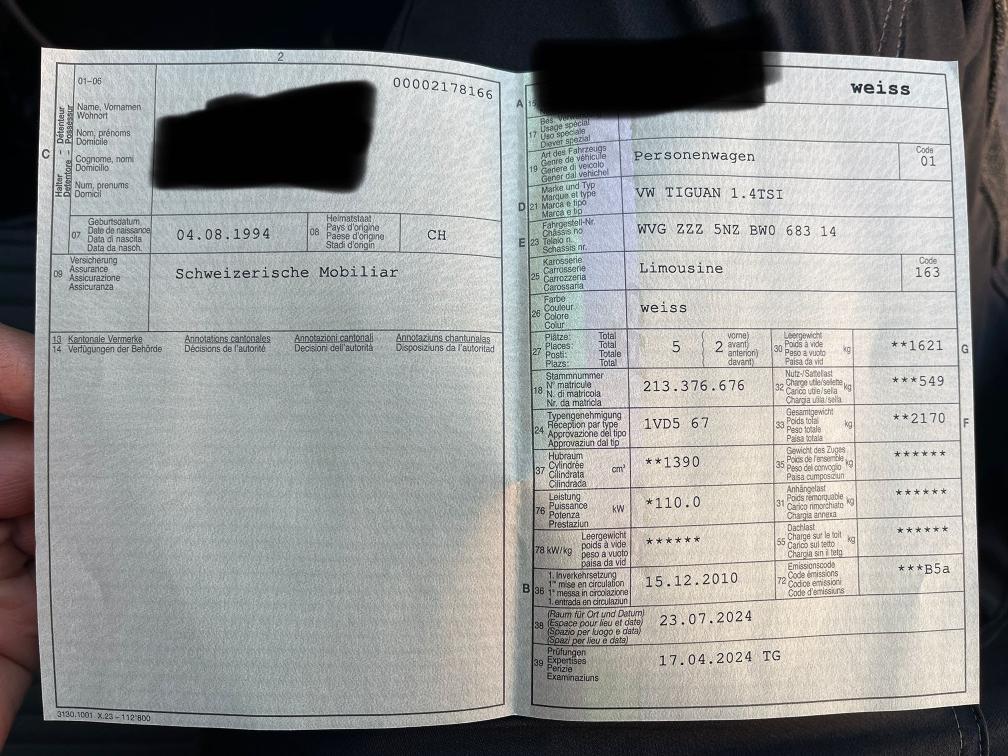 2
01–06
00002178166
C
Halter – Détenteur
Detentore – Possessur
Name, Vornamen
Wohnort
Nom, prénoms
Domicile
Cognome, nomi
Domicilio
Num, prenums
Domicil
07
Geburtsdatum
Date de naissance
Data di nascita
Data da nasch.
04.08.1994
08
Heimatstaat
Pays d'origine
Paese d'origine
Stadi d'origin
CH
09
Versicherung
Assurance
Assicurazione
Assicuranza
Schweizerische Mobiliar
13 Kantonale Vermerke Annotations cantonales Annotazioni cantonali Annotaziuns chantunalas
14 Verfügungen der Behörde Décisions de l'autorité Decisioni dell'autorità Disposiziuns da l'autoritad
3130.1001 X.23 – 112'800
A
15
weiss
17
Usage spécial
Uso speciale
Diever spezial
19
Art des Fahrzeugs
Genre de véhicule
Genere di veicolo
Gener dal vehichel
Personenwagen
Code
01
D
21
Marke und Typ
Marque et type
Marca e tipo
Marca e tip
VW TIGUAN 1.4TSI
E
23
Fahrgestell-Nr.
Châssis no
Telaio n.
Schassis nr.
WVG ZZZ 5NZ BW0 683 14
25
Karosserie
Carrosserie
Carrozzeria
Carossaria
Limousine
Code
163
26
Farbe
Couleur
Colore
Colur
weiss
27
Plätze: Total
Places: Total
Posti: Totale
Plazs: Total
5
2
vorne)
avant)
anteriori)
davant)
30
Leergewicht
Poids à vide
Peso a vuoto
Paisa da vid
kg
**1621
G
18
Stammnummer
N° matricule
N. di matricola
Nr. da matricla
213.376.676
32
Nutz-/Sattellast
Charge utile/sellette
Carico utile/sella
Chargia utila/sella
kg
***549
24
Typengenehmigung
Réception par type
Approvazione del tipo
Approvaziun dal tip
1VD5 67
33
Gesamtgewicht
Poids total
Peso totale
Paisa totala
kg
**2170
F
37
Hubraum
Cylindrée
Cilindrata
Cilindrada
cm³
**1390
35
Gewicht des Zuges
Poids de l'ensemble
Peso del convoglio
Paisa cumposiziun
kg
******
76
Leistung
Puissance
Potenza
Prestaziun
kW
*110.0
31
Anhängelast
Poids remorquable
Carico rimorchiato
Chargia annexa
kg
******
78 kW/kg
Leergewicht
poids à vide
peso a vuoto
paisa da vid
******
55
Dachlast
Charge sur le toit
Carico sul tetto
Chargia sin il tetg
kg
******
B
36
1. Inverkehrsetzung
1re mise en circulation
1a messa in circolazione
1. entrada en circulaziun
15.12.2010
72
Emissionscode
Code émissions
Codice emissioni
Code d'emissiuns
***B5a
38
(Raum für Ort und Datum)
(Espace pour lieu et date)
(Spazio per luogo e data)
(Spazi per lieu e data)
23.07.2024
39
Prüfungen
Expertises
Perizie
Examinaziuns
17.04.2024 TG